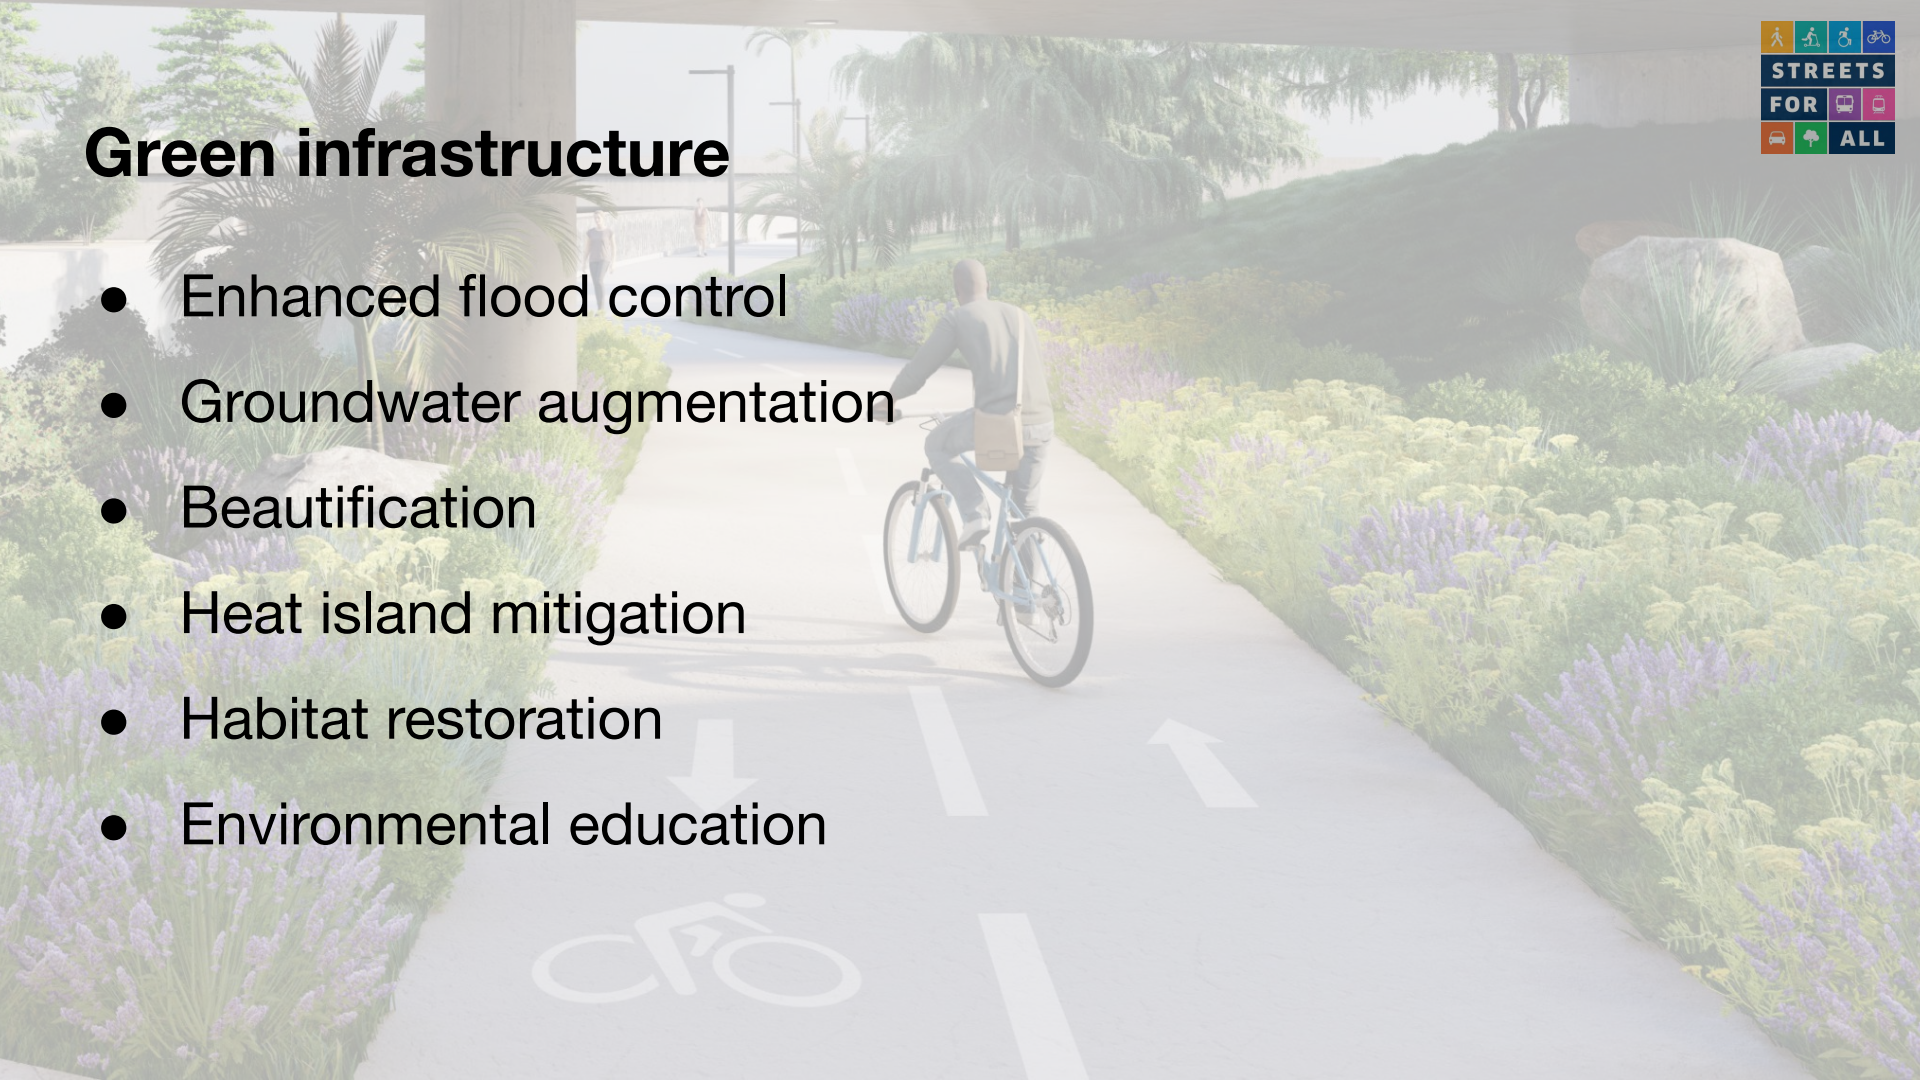 STREETS
FOR
ALL
Green infrastructure
● Enhanced flood control
● Groundwater augmentation
● Beautification
● Heat island mitigation
● Habitat restoration
● Environmental education